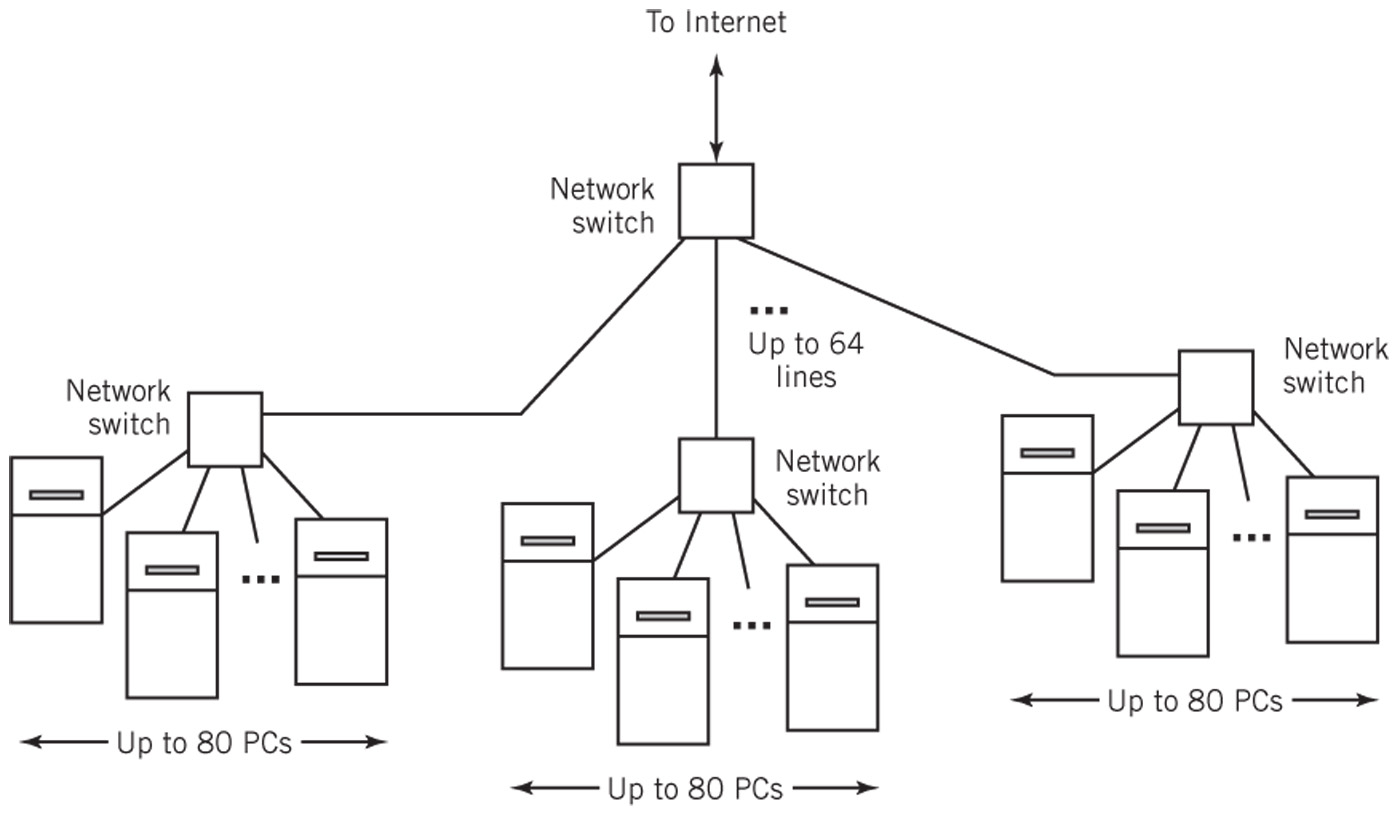 To Internet
Network
switch
Up to 64
lines
Network
switch
Network
switch
Network
switch
Up to 80 PCs
Up to 80 PCs
Up to 80 PCs